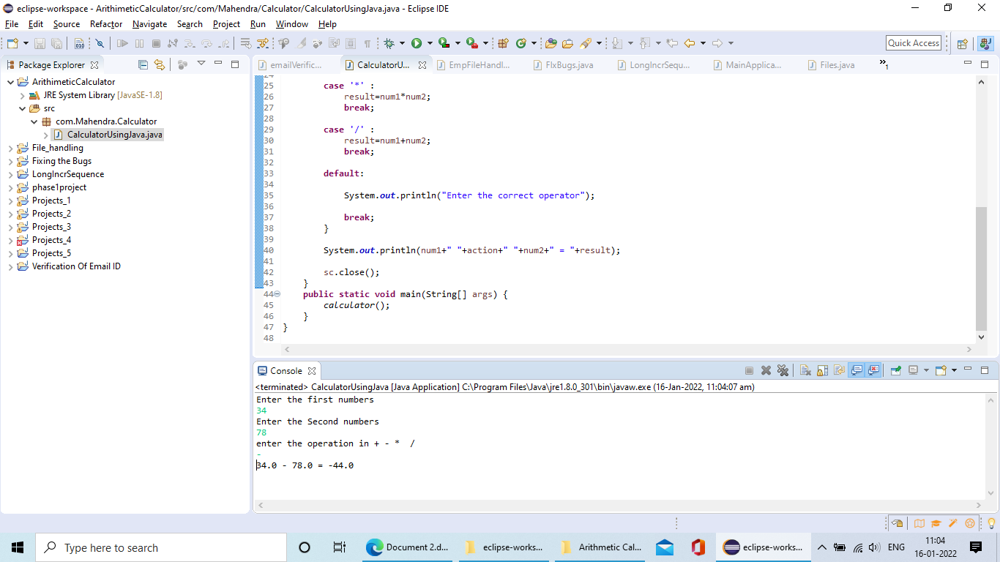 eclipse-workspace - ArithimeticCalculator/src/com/Mahendra/Calculator/CalculatorUsingJava.java - Eclipse IDE
File Edit Source Refactor Navigate Search Project Run Window Help
Quick Access
Package Explorer
ArithimeticCalculator
JRE System Library [JavaSE-1.8]
src
com.Mahendra.Calculator
CalculatorUsingJava.java
File_handling
Fixing the Bugs
LongIncrSequence
phase1project
Projects_1
Projects_2
Projects_3
Projects_4
Projects_5
Verification Of Email ID
emailVerific... CalculatorU... EmpFileHandl... FIxBugs.java LongIncrSequ... MainApplica... Files.java »1
24
25 case '*' :
26 result=num1*num2;
27 break;
28
29 case '/' :
30 result=num1+num2;
31 break;
32
33 default:
34
35 System.out.println("Enter the correct operator");
36
37 break;
38 }
39
40 System.out.println(num1+" "+action+" "+num2+" = "+result);
41
42 sc.close();
43 }
44 public static void main(String[] args) {
45 calculator();
46 }
47 }
48
Console
<terminated> CalculatorUsingJava [Java Application] C:\Program Files\Java\jre1.8.0_301\bin\javaw.exe (16-Jan-2022, 11:04:07 am)
Enter the first numbers
34
Enter the Second numbers
78
enter the operation in + - *  /
-
34.0 - 78.0 = -44.0
Type here to search
Document 2.d...
eclipse-works...
Arithmetic Cal...
eclipse-works...
ENG
11:04
16-01-2022